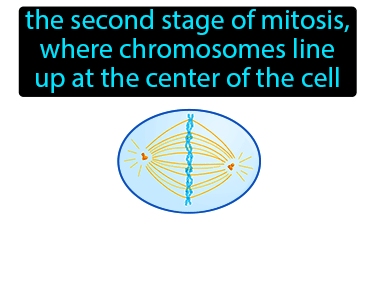 the second stage of mitosis,
where chromosomes line
up at the center of the cell